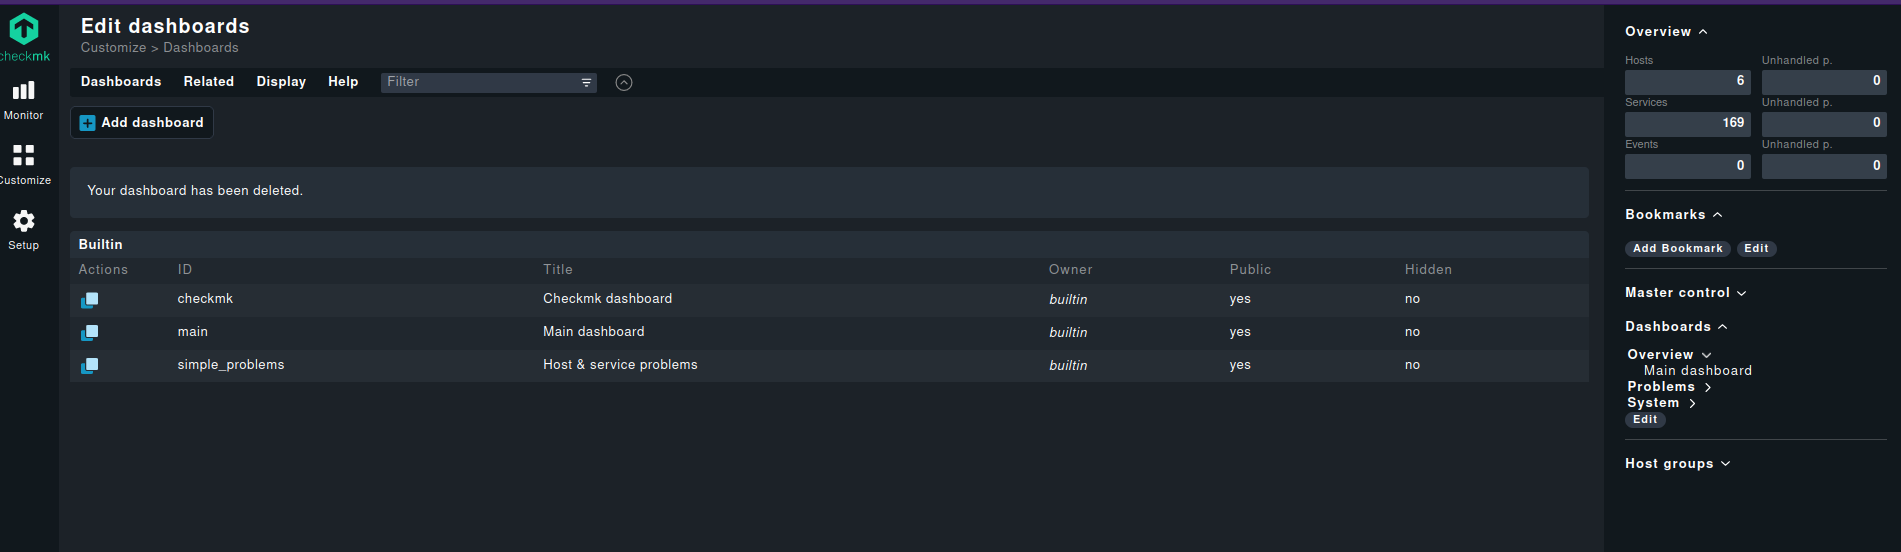 checkmk
Monitor
Customize
Setup
Edit dashboards
Customize > Dashboards
Dashboards Related Display Help Filter
Add dashboard
Your dashboard has been deleted.
Builtin
Actions ID Title Owner Public Hidden
checkmk Checkmk dashboard builtin yes no
main Main dashboard builtin yes no
simple_problems Host & service problems builtin yes no
Overview
Hosts Unhandled p.
6 0
Services Unhandled p.
169 0
Events Unhandled p.
0 0
Bookmarks
Add Bookmark Edit
Master control
Dashboards
Overview
Main dashboard
Problems
System
Edit
Host groups